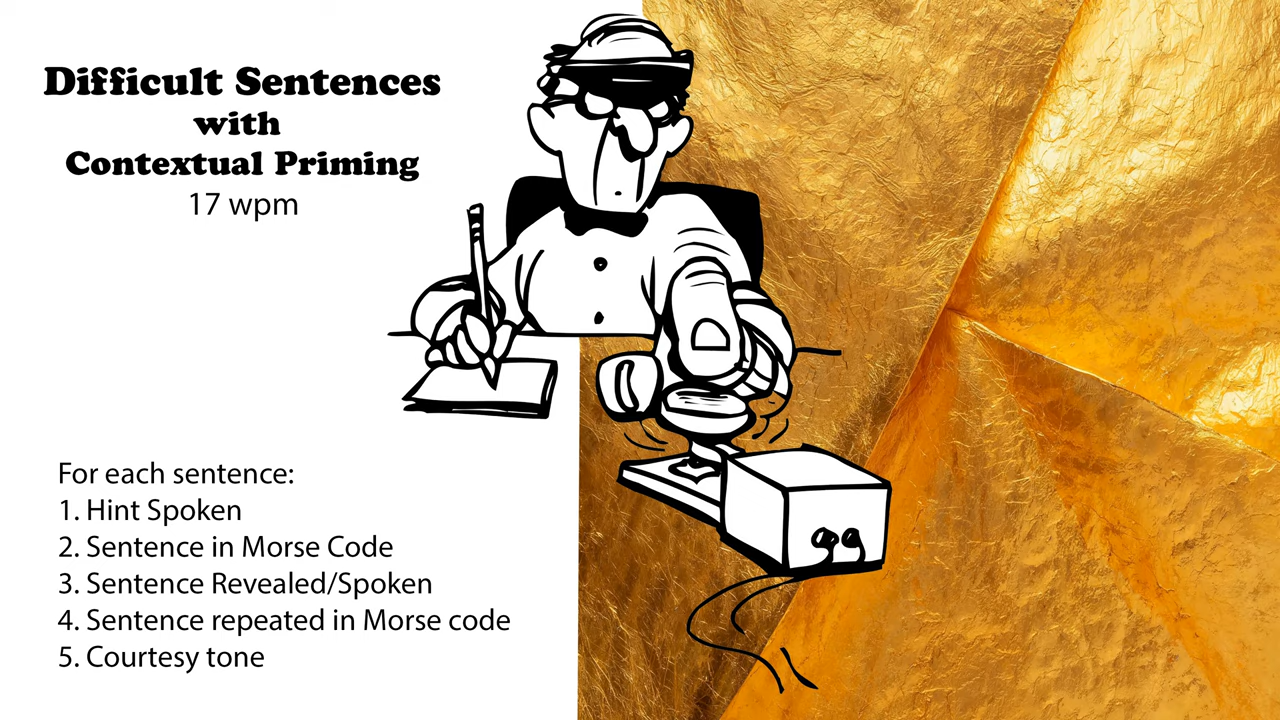 Difficult Sentences
with
Contextual Priming
17 wpm
For each sentence:
1. Hint Spoken
2. Sentence in Morse Code
3. Sentence Revealed/Spoken
4. Sentence repeated in Morse code
5. Courtesy tone